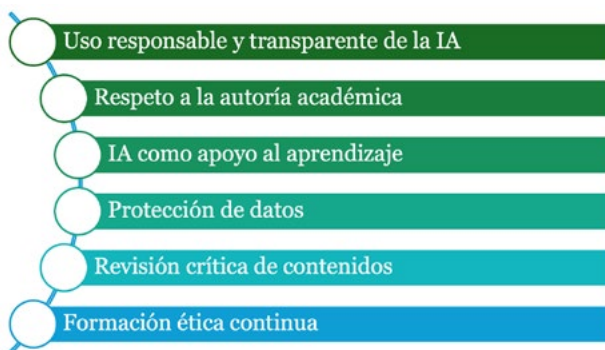 Uso responsable y transparente de la IA
Respeto a la autoría académica
IA como apoyo al aprendizaje
Protección de datos
Revisión crítica de contenidos
Formación ética continua